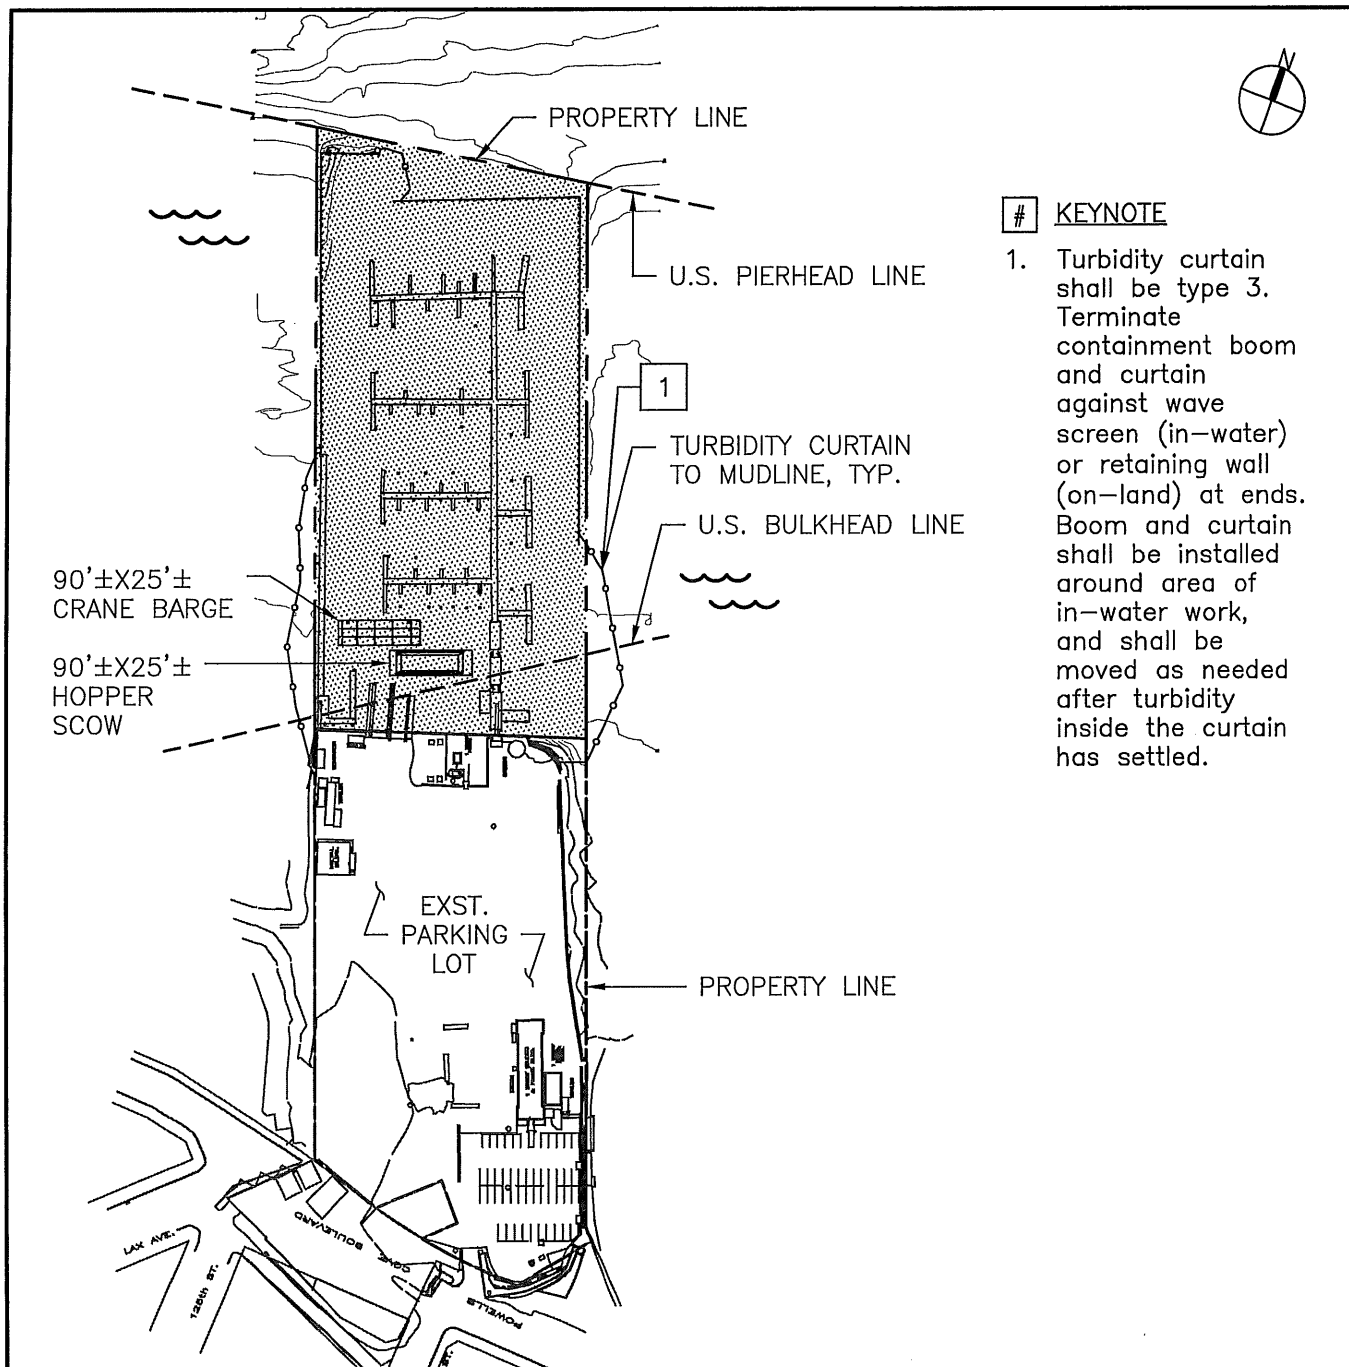 N
PROPERTY LINE
U.S. PIERHEAD LINE
# KEYNOTE
1. Turbidity curtain
shall be type 3.
Terminate
containment boom
and curtain
against wave
screen (in-water)
or retaining wall
(on-land) at ends.
Boom and curtain
shall be installed
around area of
in-water work,
and shall be
moved as needed
after turbidity
inside the curtain
has settled.
1
TURBIDITY CURTAIN
TO MUDLINE, TYP.
U.S. BULKHEAD LINE
90'±X25'±
CRANE BARGE
90'±X25'±
HOPPER
SCOW
EXST.
PARKING
LOT
PROPERTY LINE
LAX AVE.
126th ST.
BOULEVARD
COVE
POWELLS
ST.